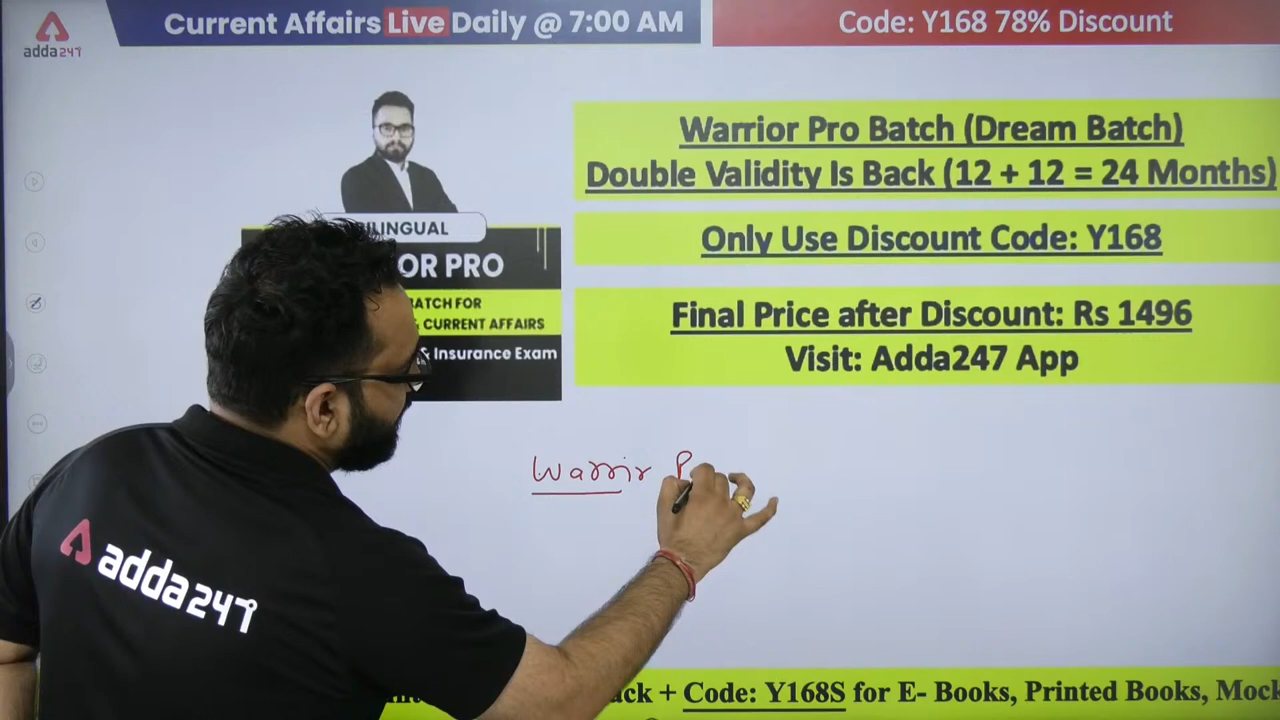 Current Affairs Live Daily @ 7:00 AM
Code: Y168 78% Discount
adda247
Warrior Pro Batch (Dream Batch)
Double Validity Is Back (12 + 12 = 24 Months)
Only Use Discount Code: Y168
Final Price after Discount: Rs 1496
Visit: Adda247 App
BILINGUAL
OR PRO
BATCH FOR
& CURRENT AFFAIRS
& Insurance Exam
Warrir P
adda247
+ Code: Y168S for E- Books, Printed Books, Mock